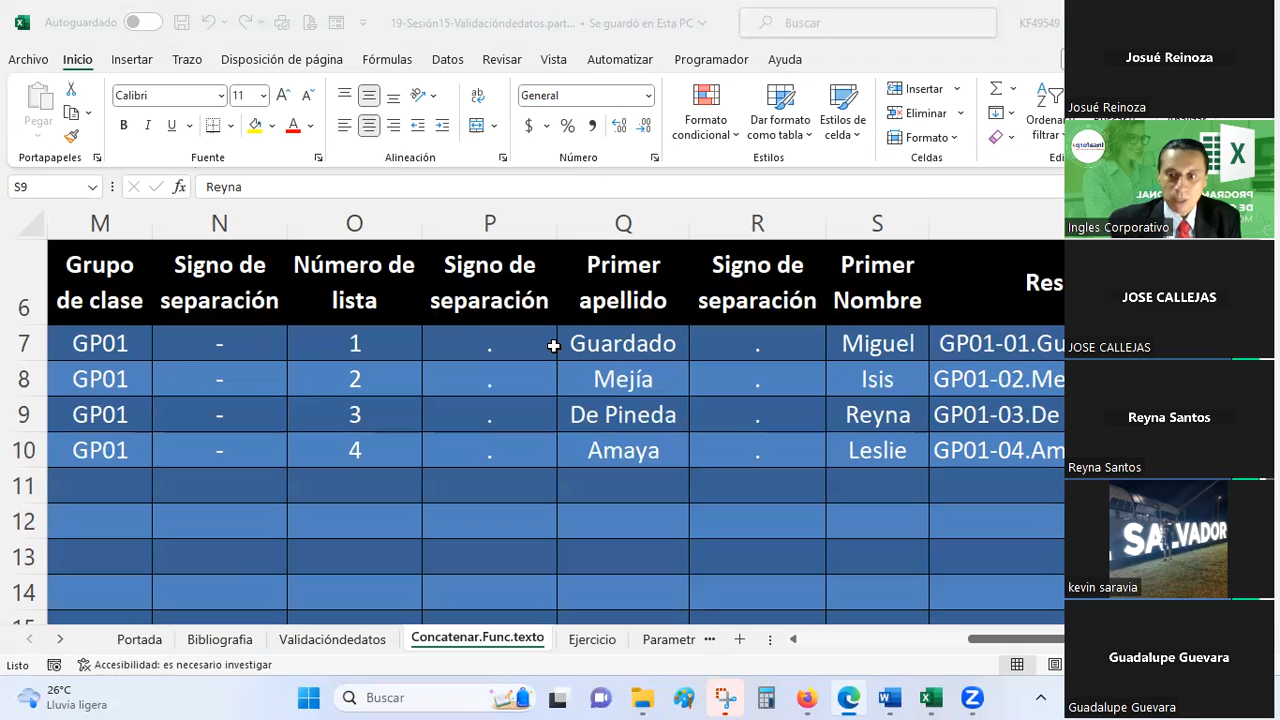 Autoguardado
19-Sesión15-Validacióndedatos.part... • Se guardó en Esta PC
Buscar
KF49549
Archivo Inicio Insertar Trazo Disposición de página Fórmulas Datos Revisar Vista Automatizar Programador Ayuda
Pegar
Portapapeles
Calibri 11
N K S
Fuente
Alineación
General
$ % 000
Número
Formato condicional
Dar formato como tabla
Estilos de celda
Estilos
Insertar
Eliminar
Formato
Celdas
Ordenar
filtrar
S9 fx Reyna
M N O P Q R S
6 Grupo de clase Signo de separación Número de lista Signo de separación Primer apellido Signo de separación Primer Nombre Res
7 GP01 - 1 . Guardado . Miguel GP01-01.Gu
8 GP01 - 2 . Mejía . Isis GP01-02.Me
9 GP01 - 3 . De Pineda . Reyna GP01-03.De
10 GP01 - 4 . Amaya . Leslie GP01-04.Am
11
12
13
14
Portada Bibliografia Validacióndedatos Concatenar.Func.texto Ejercicio Parametr ...
Listo Accesibilidad: es necesario investigar
26°C
Lluvia ligera
Buscar
Josué Reinoza
Josué Reinoza
Ingles Corporativo
JOSE CALLEJAS
JOSE CALLEJAS
Reyna Santos
Reyna Santos
SALVADOR
kevin saravia
Guadalupe Guevara
Guadalupe Guevara